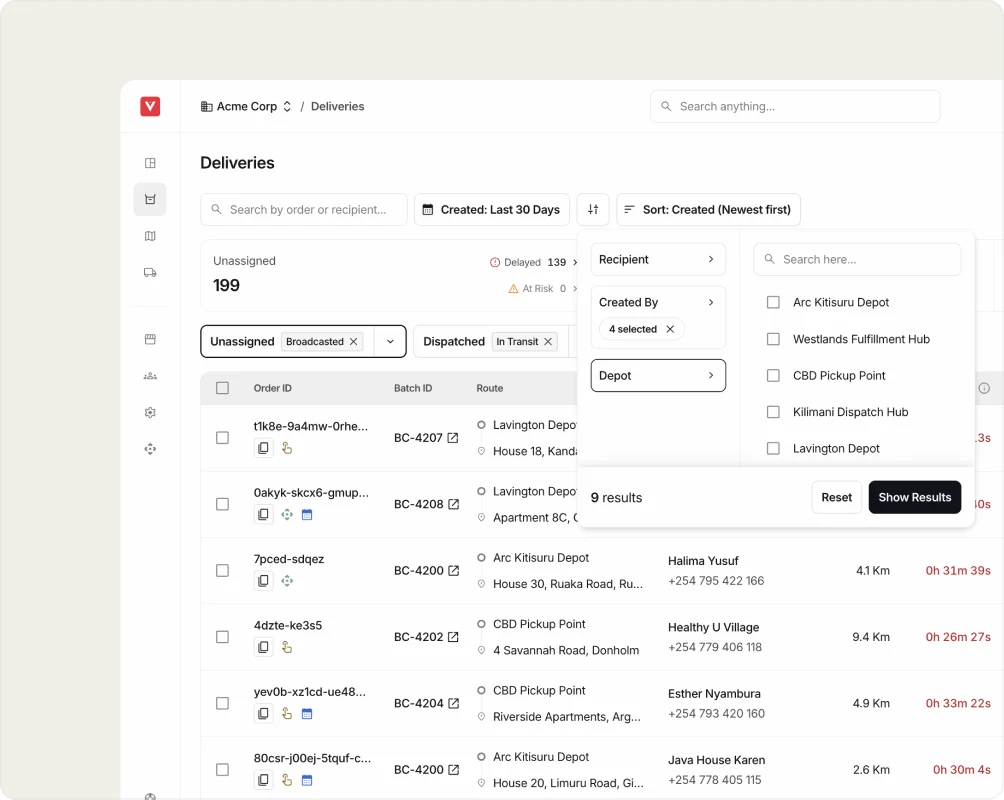 V
Acme Corp / Deliveries
Search anything...
Deliveries
Search by order or recipient...
Created: Last 30 Days
Sort: Created (Newest first)
Unassigned
199
Delayed 139
At Risk 0
Recipient
Created By
4 selected
Depot
Search here...
Arc Kitisuru Depot
Westlands Fulfillment Hub
CBD Pickup Point
Kilimani Dispatch Hub
Lavington Depot
9 results
Reset
Show Results
Unassigned Broadcasted
Dispatched In Transit
Order ID Batch ID Route
t1k8e-9a4mw-0rhe...
BC-4207
Lavington Depot
House 18, Kanda
3s
0akyk-skcx6-gmup...
BC-4208
Lavington Depot
Apartment 8C,
40s
7pced-sdqez
BC-4200
Arc Kitisuru Depot
House 30, Ruaka Road, Ru...
Halima Yusuf
+254 795 422 166
4.1 Km
0h 31m 39s
4dzte-ke3s5
BC-4202
CBD Pickup Point
4 Savannah Road, Donholm
Healthy U Village
+254 779 406 118
9.4 Km
0h 26m 27s
yev0b-xz1cd-ue48...
BC-4204
CBD Pickup Point
Riverside Apartments, Arg...
Esther Nyambura
+254 793 420 160
4.9 Km
0h 33m 22s
80csr-j00ej-5tquf-c...
BC-4200
Arc Kitisuru Depot
House 20, Limuru Road, Gi...
Java House Karen
+254 778 405 115
2.6 Km
0h 30m 4s